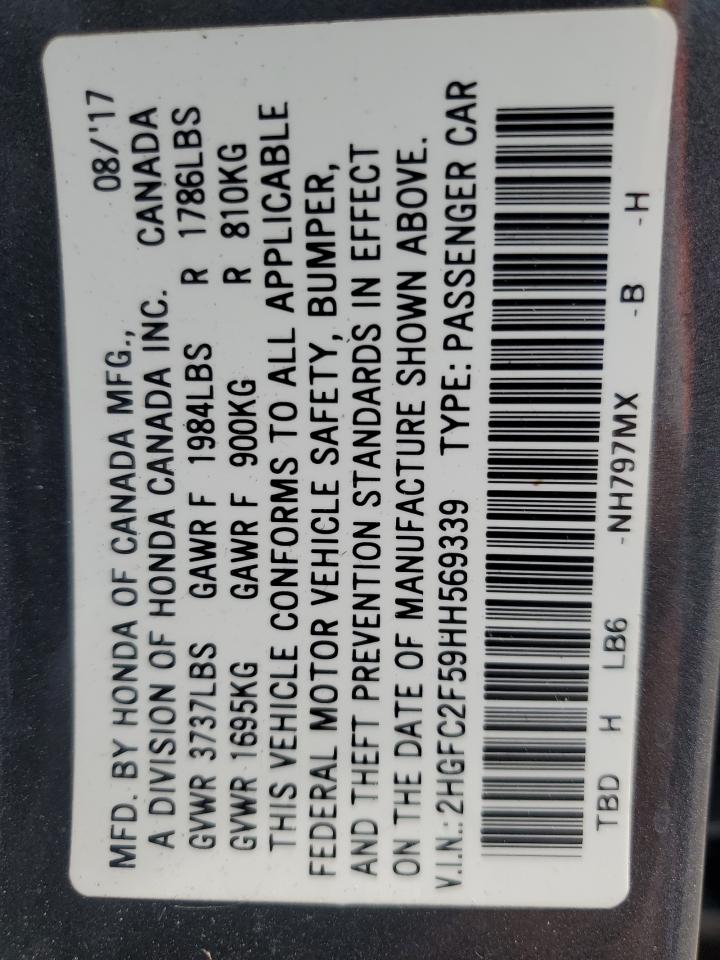 MFD. BY HONDA OF CANADA MFG., 08/'17
A DIVISION OF HONDA CANADA INC. CANADA
GVWR 3737LBS GAWR F 1984LBS R 1786LBS
GVWR 1695KG GAWR F 900KG R 810KG
THIS VEHICLE CONFORMS TO ALL APPLICABLE
FEDERAL MOTOR VEHICLE SAFETY, BUMPER,
AND THEFT PREVENTION STANDARDS IN EFFECT
ON THE DATE OF MANUFACTURE SHOWN ABOVE.
V.I.N.: 2HGFC2F59HH569339 TYPE: PASSENGER CAR
TBD H LB6 -NH797MX -B -H